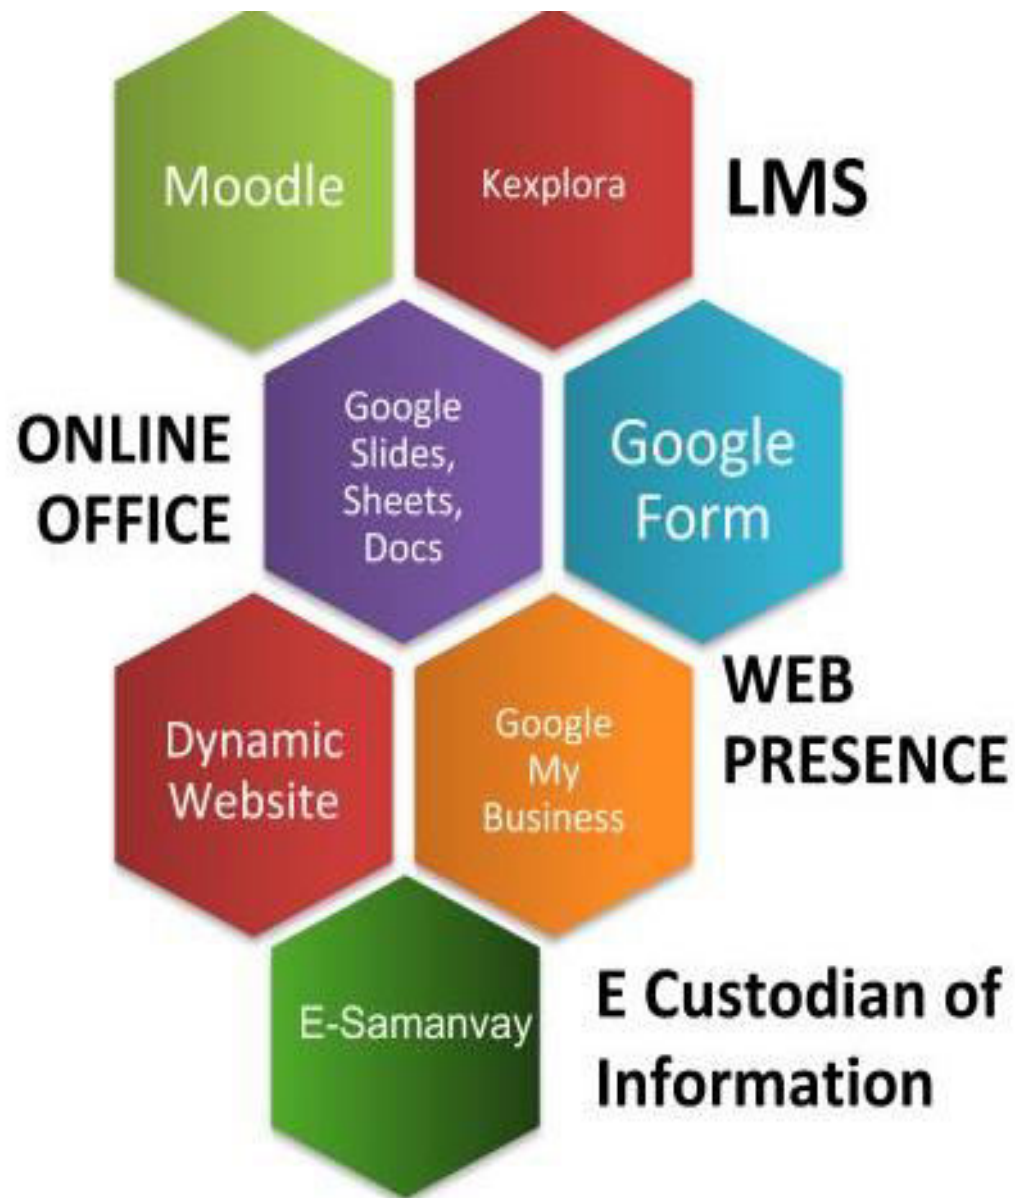 Moodle
Kexplora
LMS
ONLINE
OFFICE
Google
Slides,
Sheets,
Docs
Google
Form
Dynamic
Website
Google
My
Business
WEB
PRESENCE
E-Samanvay
E Custodian of
Information